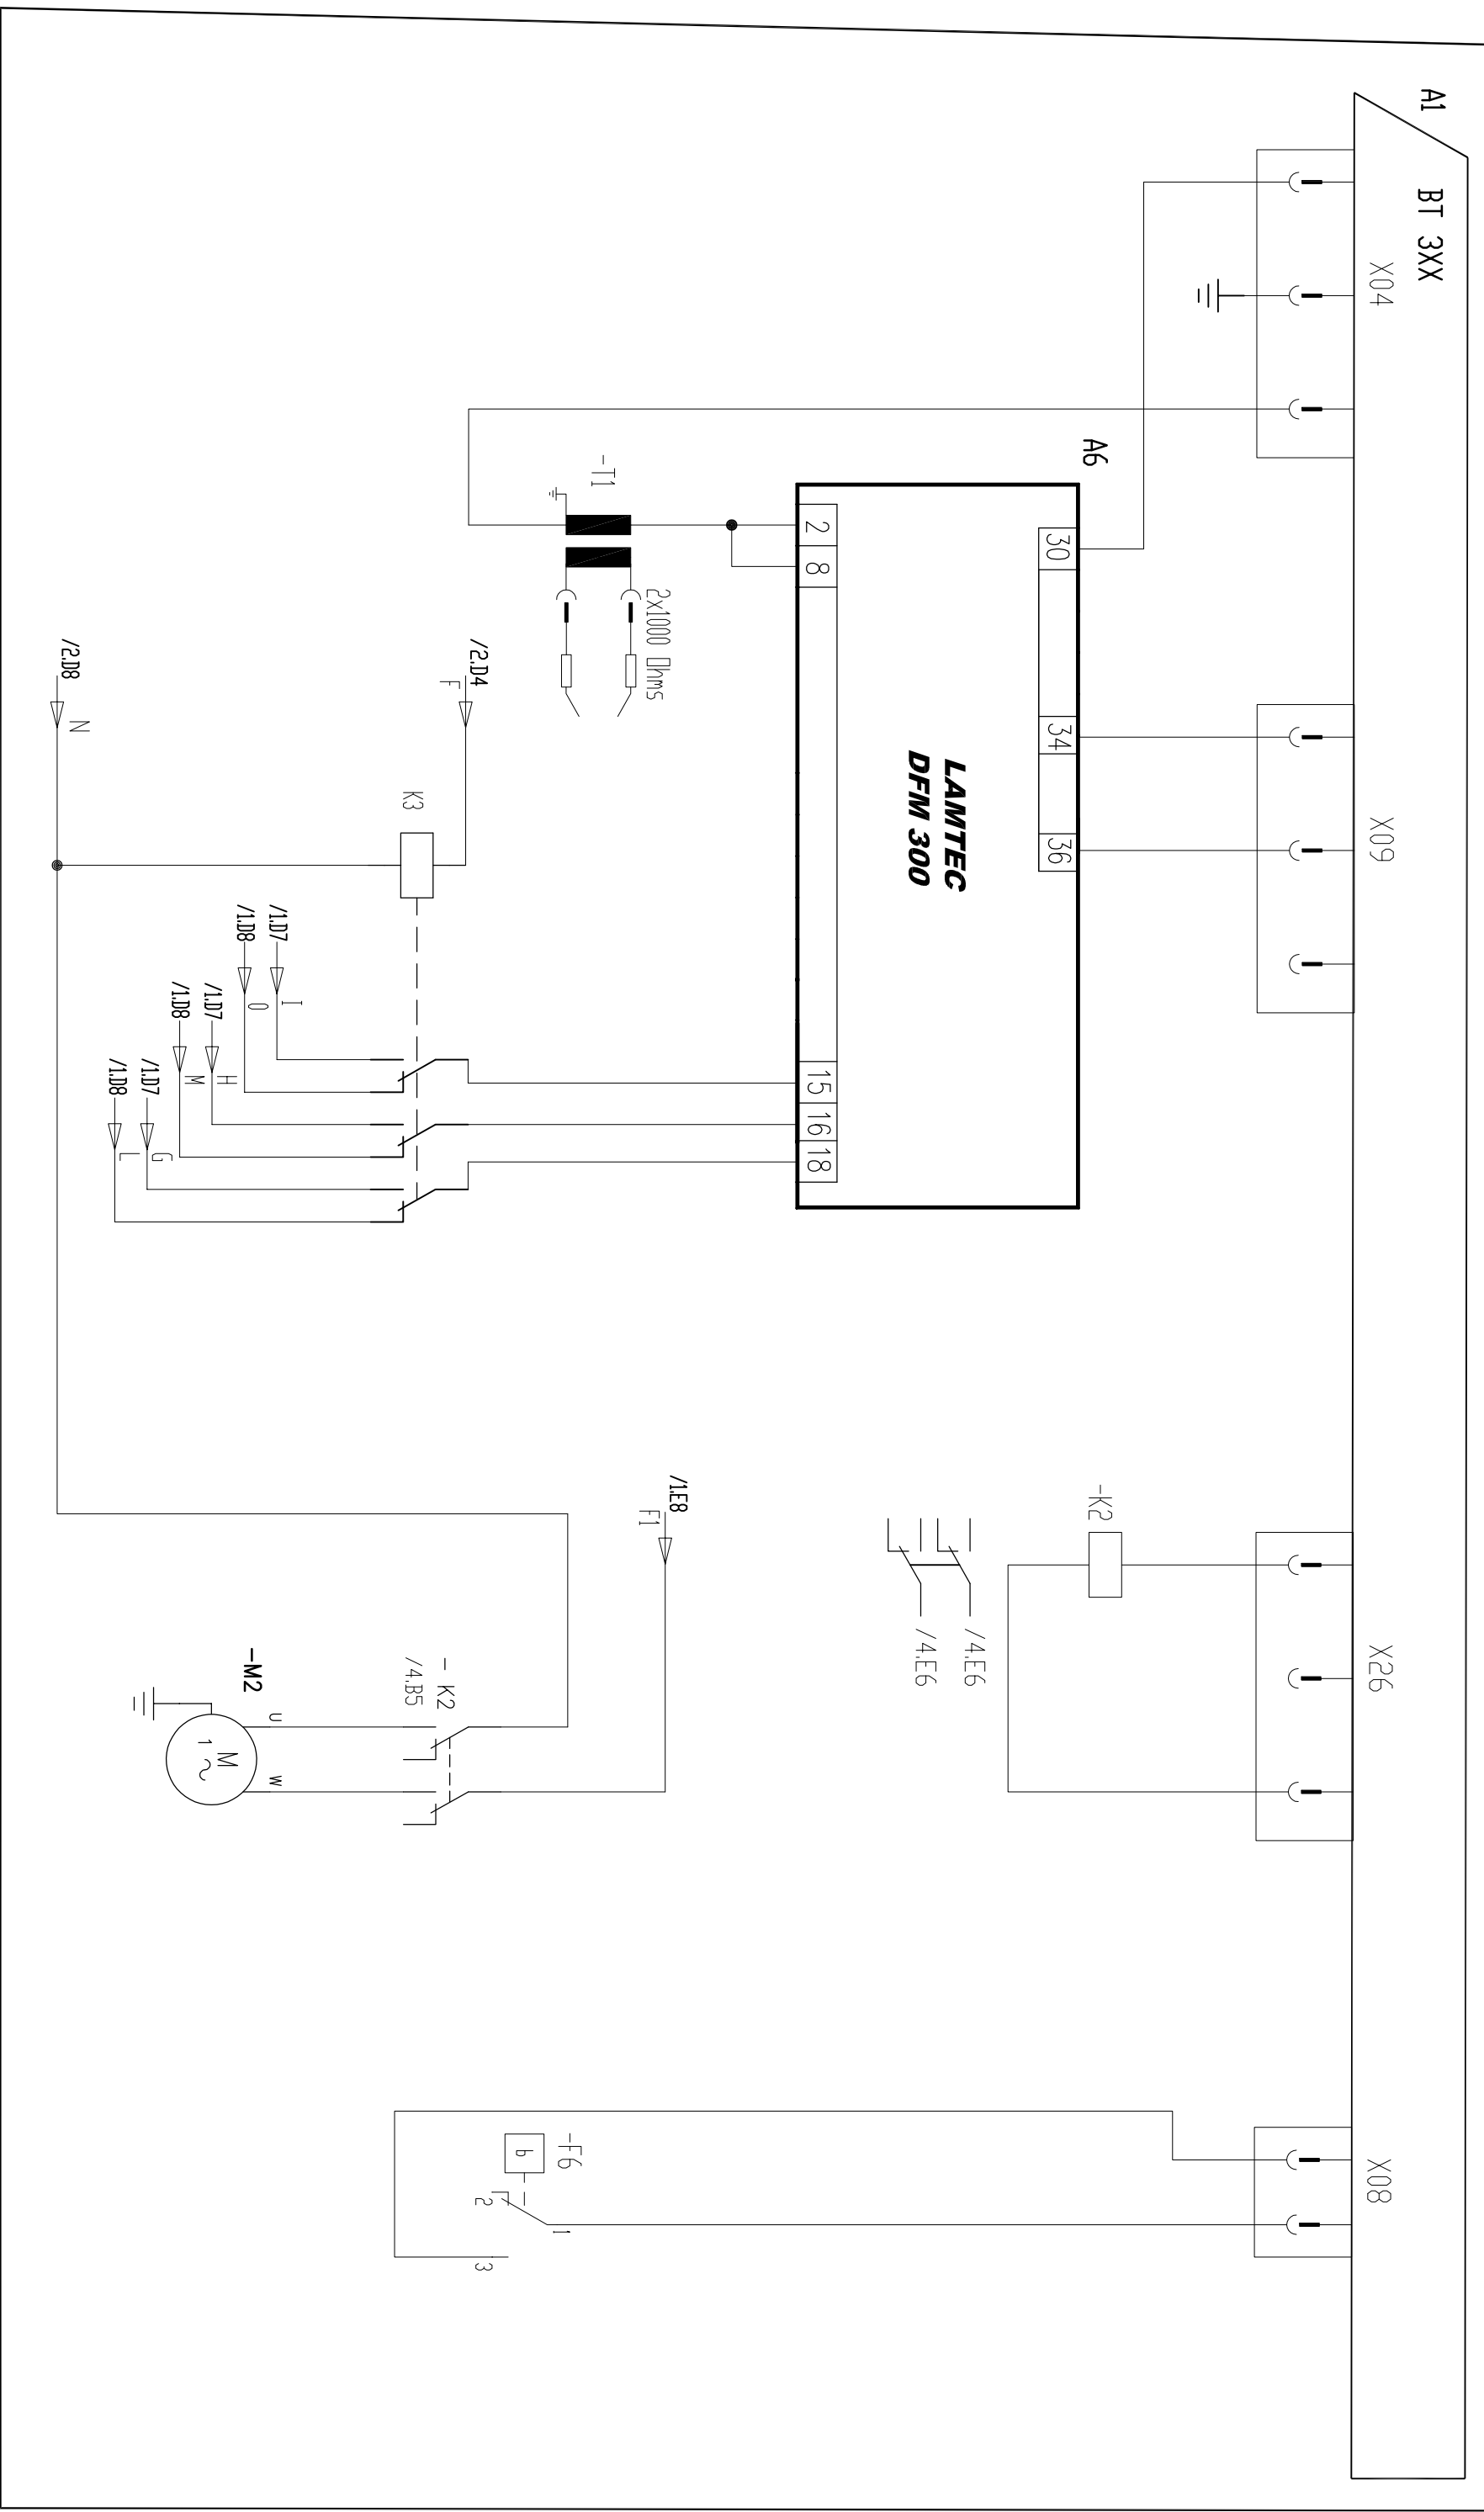 A1
BT 3XX
X04
X09
X26
X08
A6
30
34
36
LAMTEC
DFM 300
2
8
15
16
18
-T1
2x1000 Ohms
/2.D4
F
/2.D8
N
K3
/1.D7
I
/1.D8
O
/1.D7
H
/1.D8
M
/1.D7
G
/1.D8
L
-K2
/4.E6
/4.E6
/1.E8
F1
- K2
/4.B5
-M2
U
W
M
1~
-F6
b
1
2
3